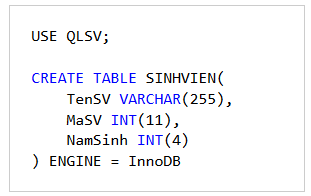 USE QLSV;
CREATE TABLE SINHVIEN(
    TenSV VARCHAR(255),
    MaSV INT(11),
    NamSinh INT(4)
) ENGINE = InnoDB